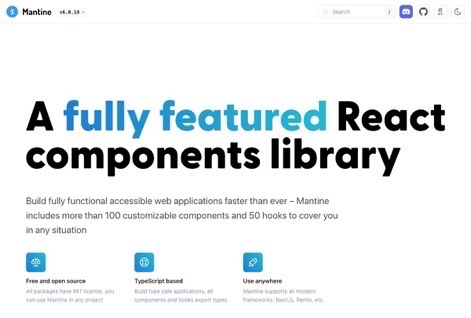 Mantine v6.0.19
Search /
A fully featured React
components library
Build fully functional accessible web applications faster than ever – Mantine
includes more than 100 customizable components and 50 hooks to cover you
in any situation
Free and open source
All packages have MIT license, you
can use Mantine in any project
TypeScript based
Build type safe applications, all
components and hooks export types
Use anywhere
Mantine supports all modern
frameworks: Next.js, Remix, etc.